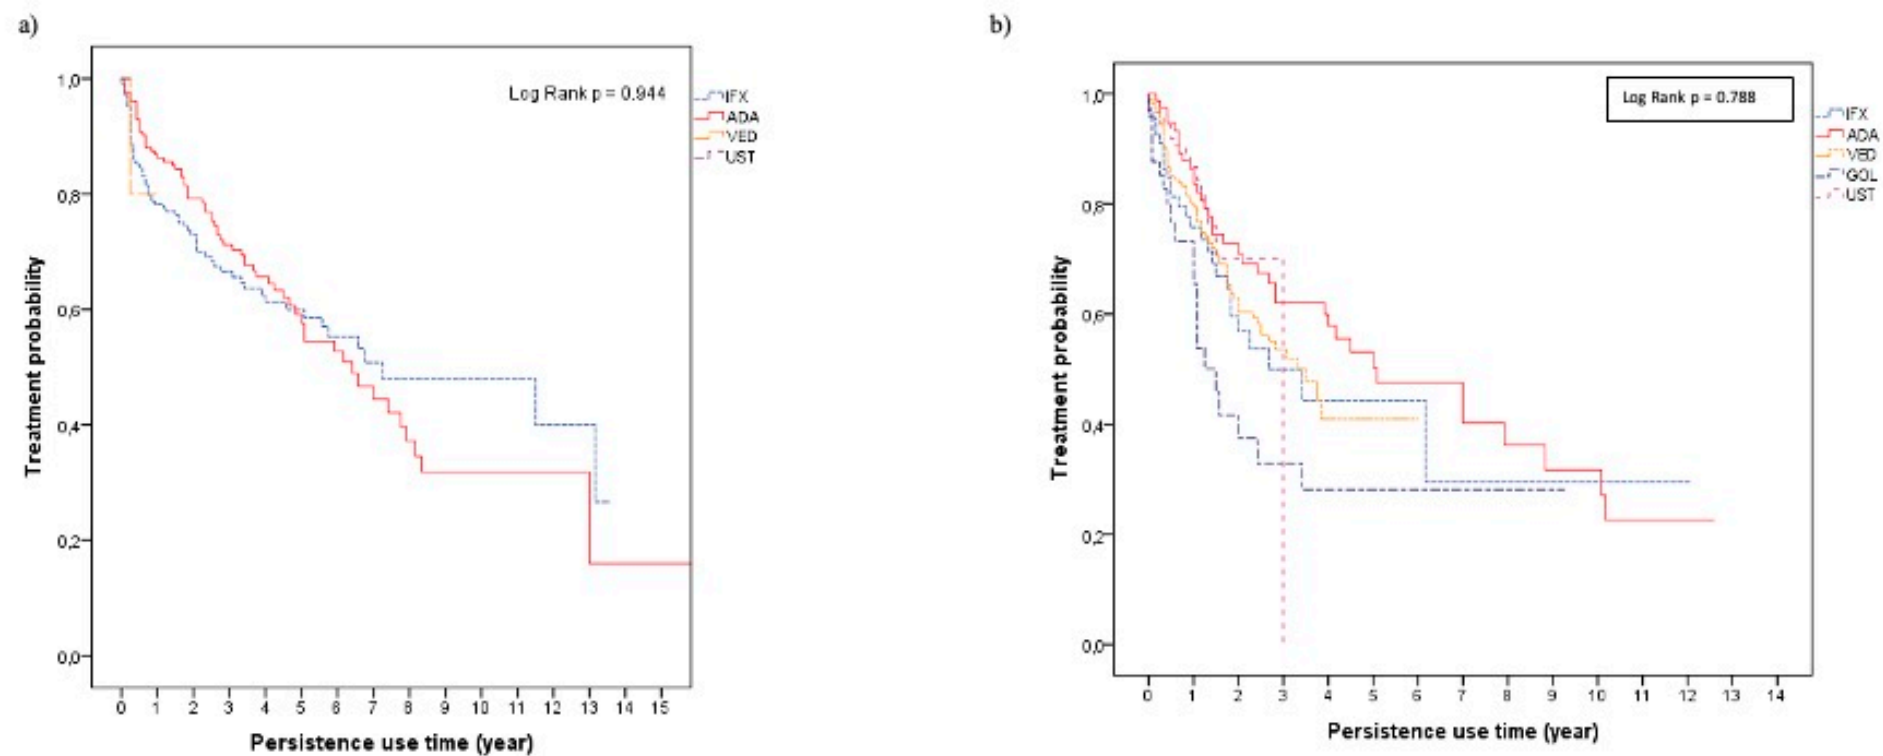 a)
Log Rank p = 0.944
IFX
ADA
VED
UST
1,0
0,8
0,6
0,4
0,2
0,0
Treatment probability
0 1 2 3 4 5 6 7 8 9 10 11 12 13 14 15
Persistence use time (year)
b)
Log Rank p = 0.788
IFX
ADA
VED
GOL
UST
1,0
0,8
0,6
0,4
0,2
0,0
Treatment probability
0 1 2 3 4 5 6 7 8 9 10 11 12 13 14
Persistence use time (year)